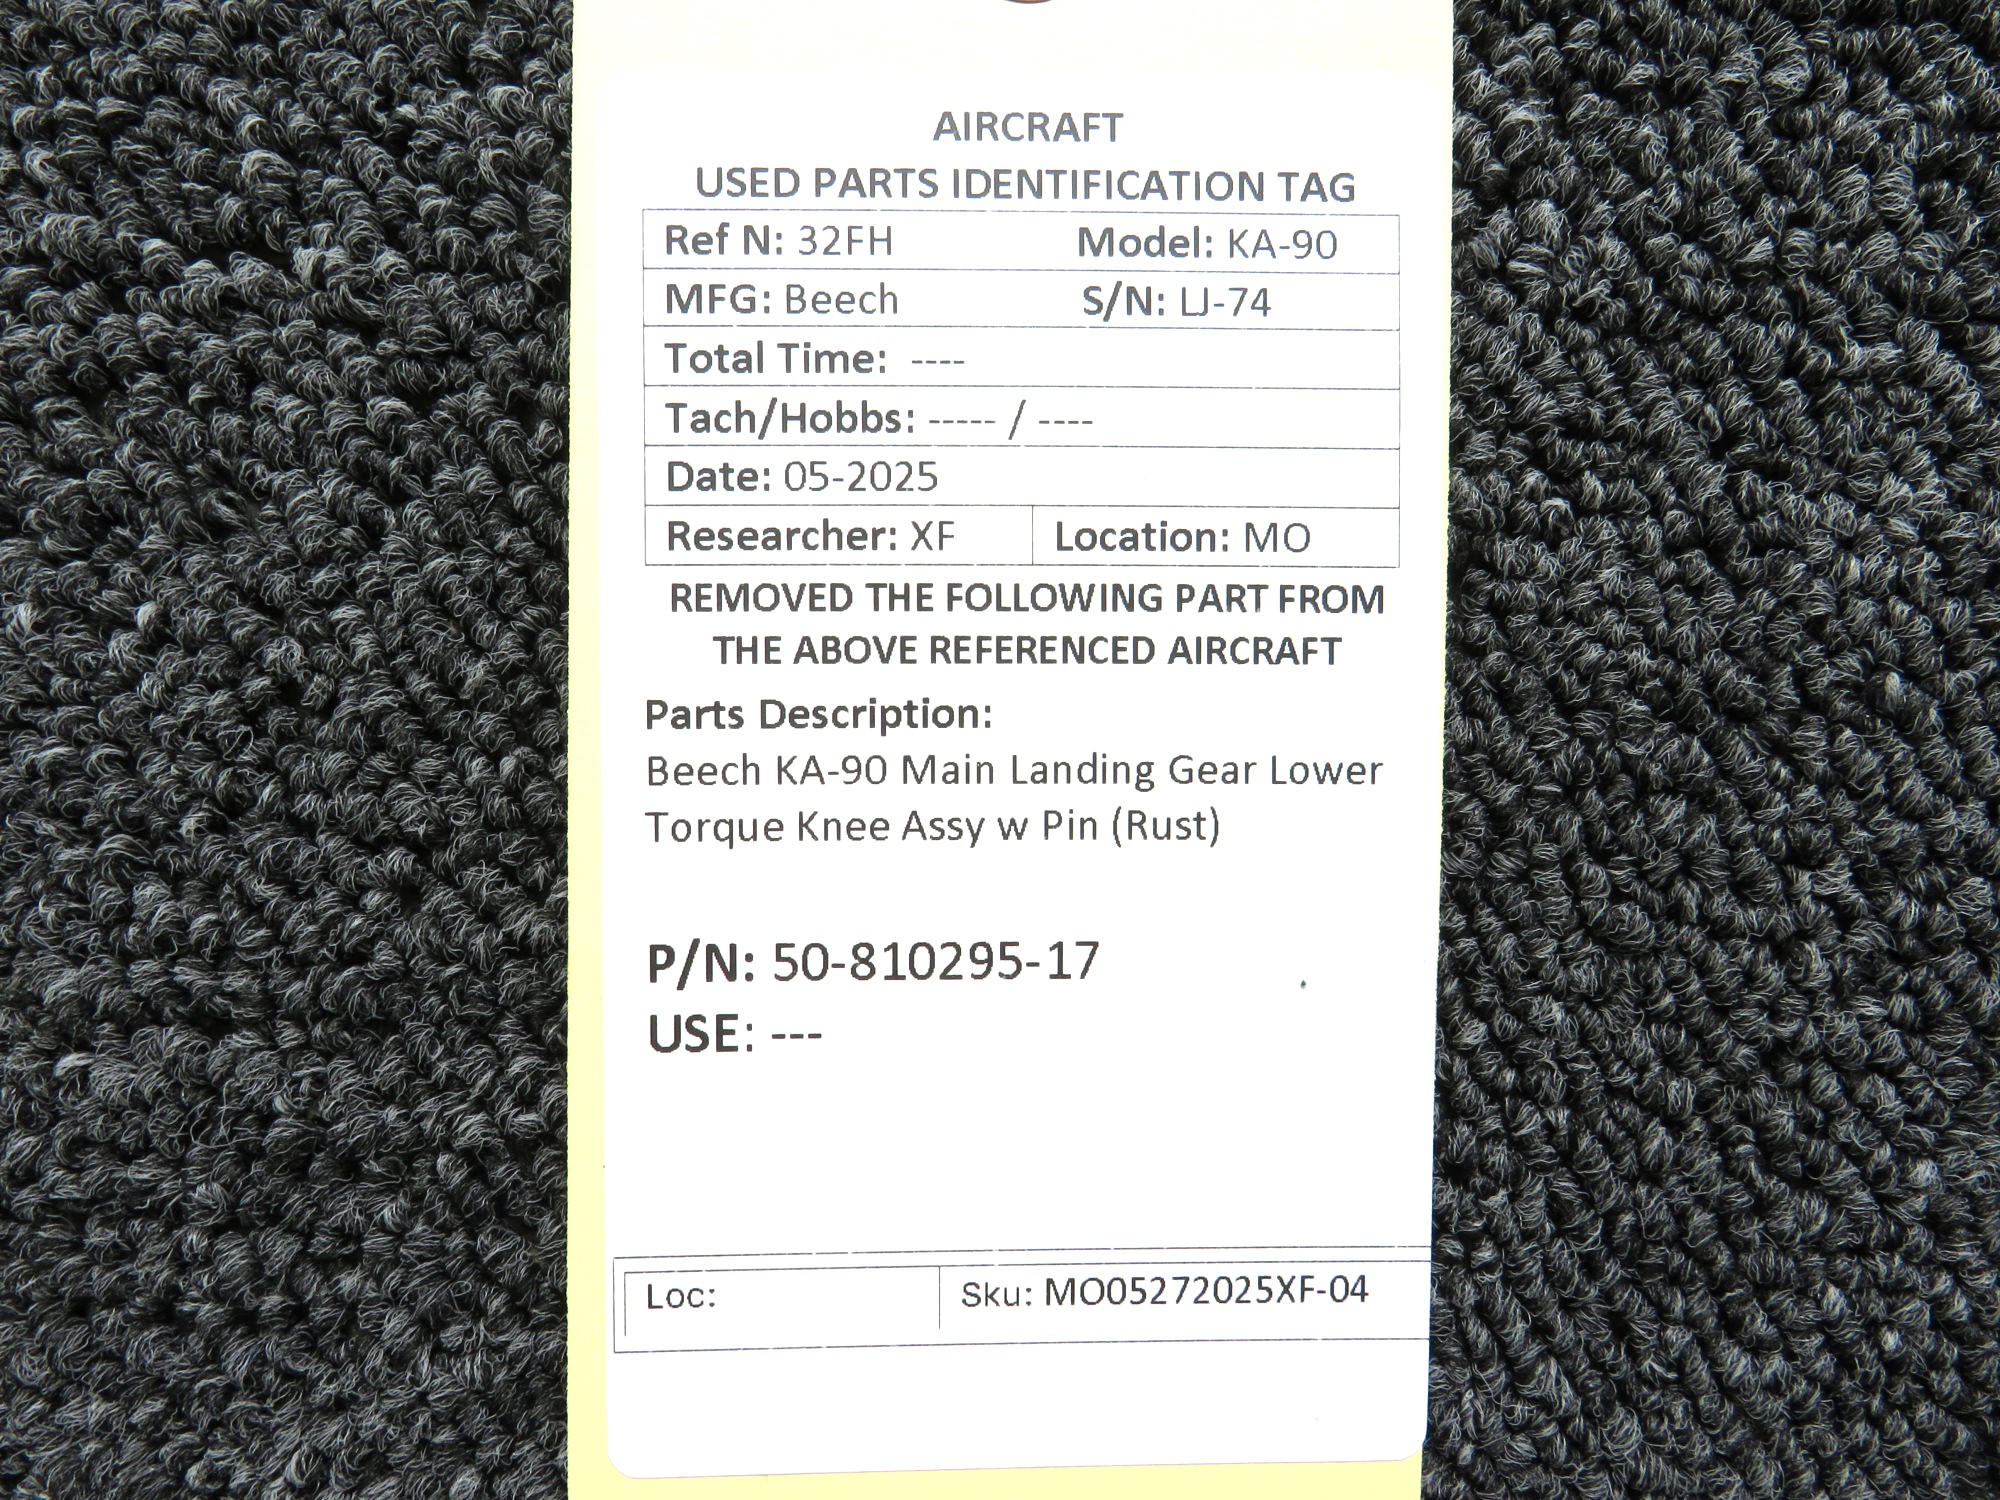 AIRCRAFT
USED PARTS IDENTIFICATION TAG
Ref N: 32FH Model: KA-90
MFG: Beech S/N: LJ-74
Total Time: ----
Tach/Hobbs: ----- / ----
Date: 05-2025
Researcher: XF Location: MO
REMOVED THE FOLLOWING PART FROM
THE ABOVE REFERENCED AIRCRAFT
Parts Description:
Beech KA-90 Main Landing Gear Lower
Torque Knee Assy w Pin (Rust)
P/N: 50-810295-17
USE: ---
Loc: Sku: MO05272025XF-04